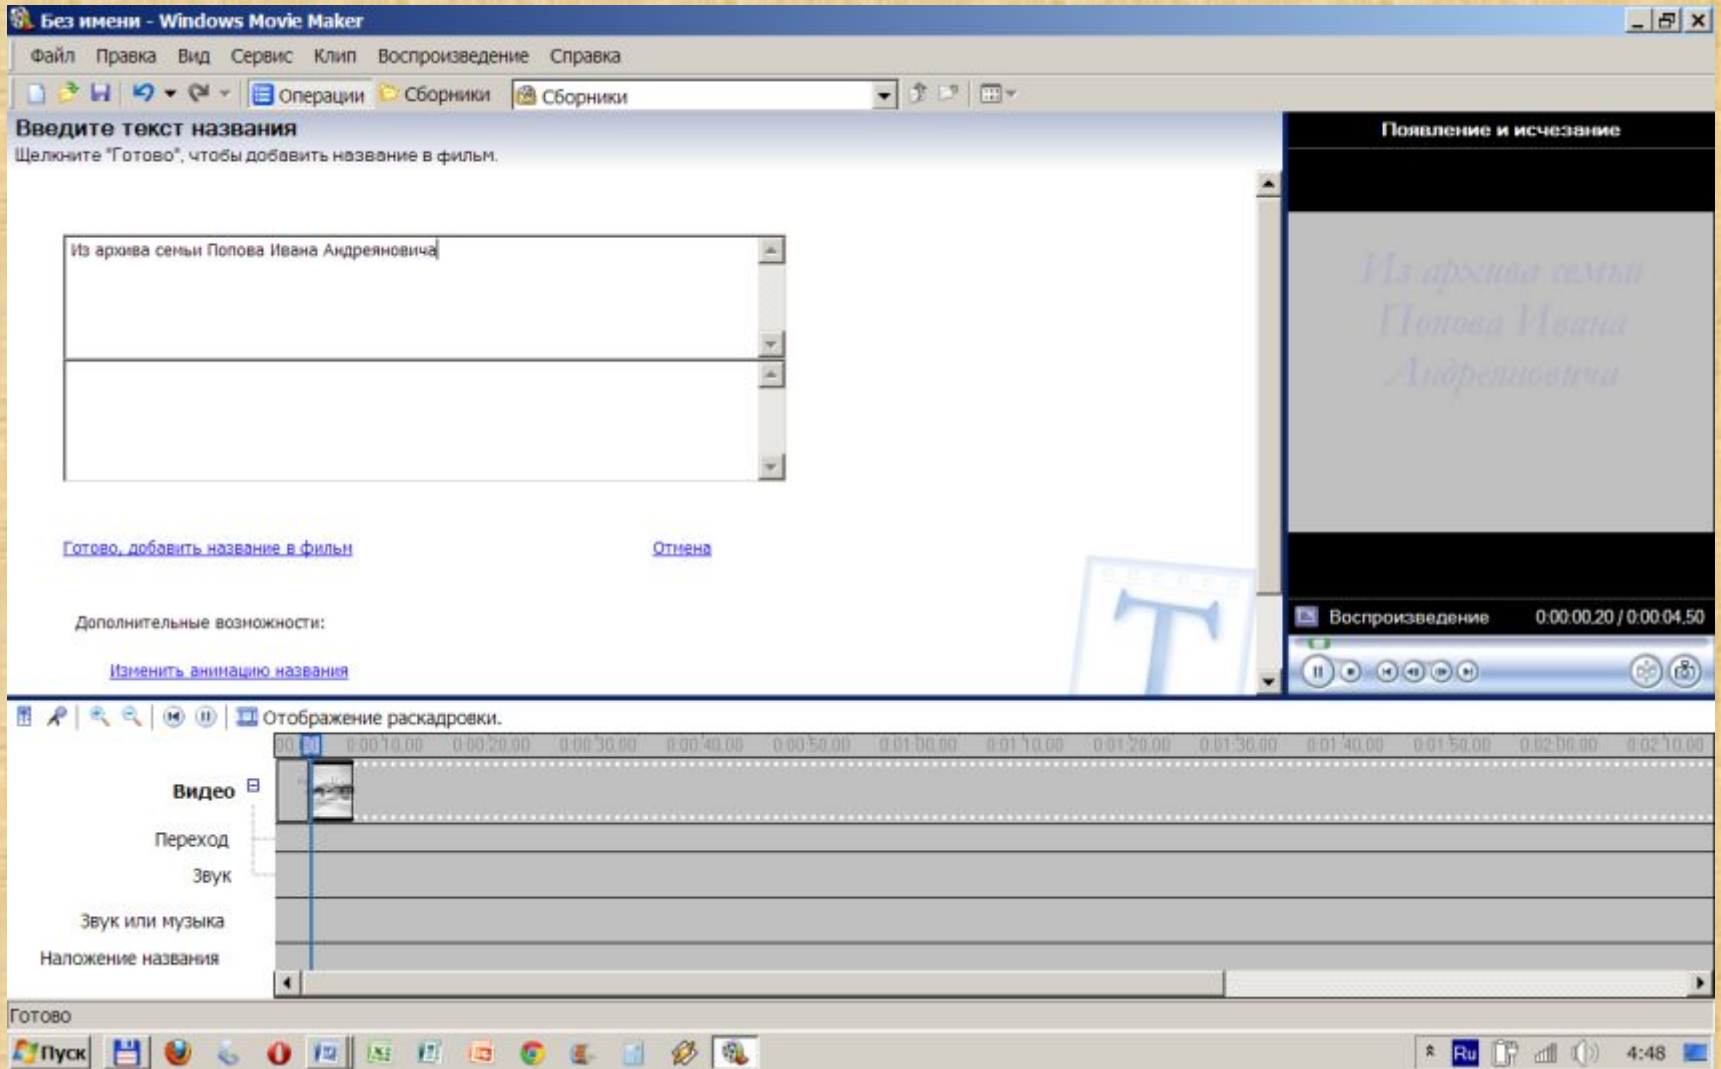 Без имени - Windows Movie Maker
Файл Правка Вид Сервис Клип Воспроизведение Справка
Операции Сборники Сборники
Введите текст названия
Щелкните "Готово", чтобы добавить название в фильм.
Появление и исчезание
Из архива семьи Попова Ивана Андреяновича
Из архива семьи
Попова Ивана
Андреяновича
Готово, добавить название в фильм Отмена
Дополнительные возможности:
Изменить анимацию названия
Воспроизведение 0:00:00,20 / 0:00:04,50
Отображение раскадровки.
0:00:10,00 0:00:20,00 0:00:30,00 0:00:40,00 0:00:50,00 0:01:00,00 0:01:10,00 0:01:20,00 0:01:30,00 0:01:40,00 0:01:50,00 0:02:00,00 0:02:10,00
Видео
Переход
Звук
Звук или музыка
Наложение названия
Готово
Пуск Ru 4:48